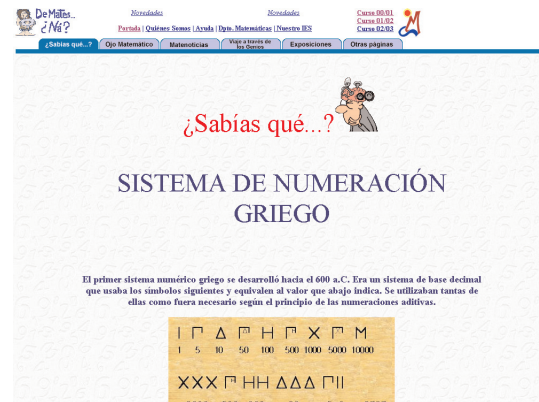 De Mates...
¿Ná?
Novedades Novedades
Portada | Quiénes Somos | Ayuda | Dpto. Matemáticas | Nuestro IES
Curso 00/01
Curso 01/02
Curso 02/03
¿Sabías qué...? Ojo Matemático Matenoticias Viaje a través de los Genios Exposiciones Otras páginas
¿Sabías qué...?
SISTEMA DE NUMERACIÓN
GRIEGO
El primer sistema numérico griego se desarrolló hacia el 600 a.C. Era un sistema de base decimal
que usaba los símbolos siguientes y equivalen al valor que abajo indica. Se utilizaban tantas de
ellas como fuera necesario según el principio de las numeraciones aditivas.
1 5 10 50 100 500 1000 5000 10000